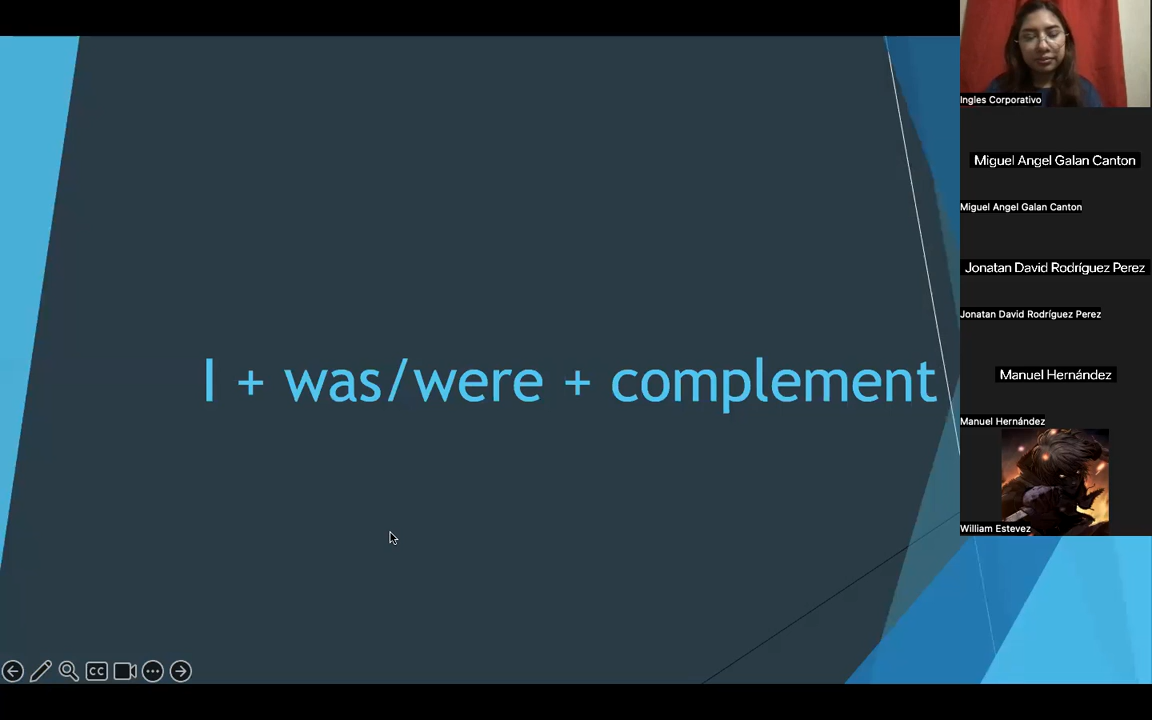 I + was/were + complement
Ingles Corporativo
Miguel Angel Galan Canton
Miguel Angel Galan Canton
Jonatan David Rodríguez Perez
Jonatan David Rodríguez Perez
Manuel Hernández
Manuel Hernández
William Estevez
CC